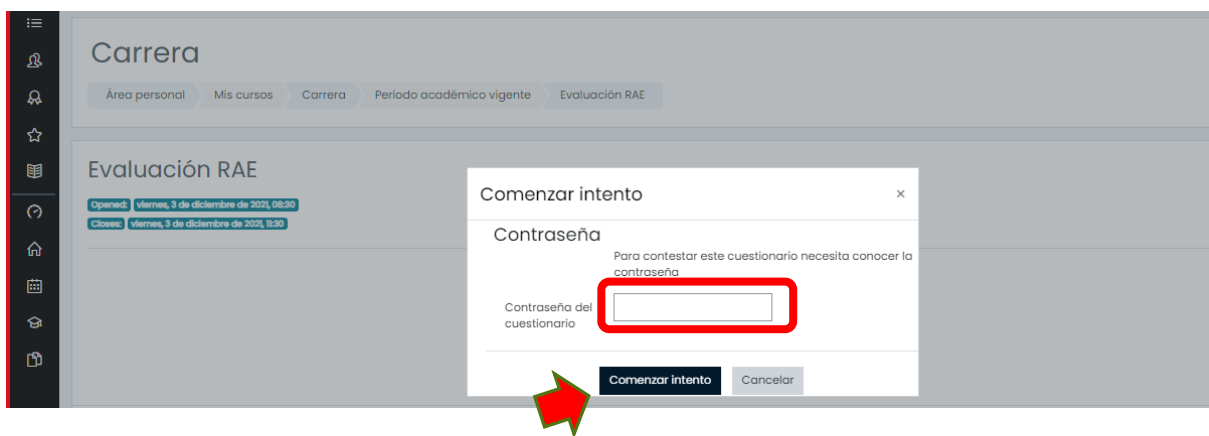 Carrera
Área personal Mis cursos Carrera Periodo académico vigente Evaluación RAE
Evaluación RAE
Opened: viernes, 3 de diciembre de 2021, 08:30
Closes: viernes, 3 de diciembre de 2021, 11:30
Comenzar intento ×
Contraseña
Para contestar este cuestionario necesita conocer la
contraseña
Contraseña del
cuestionario
Comenzar intento Cancelar